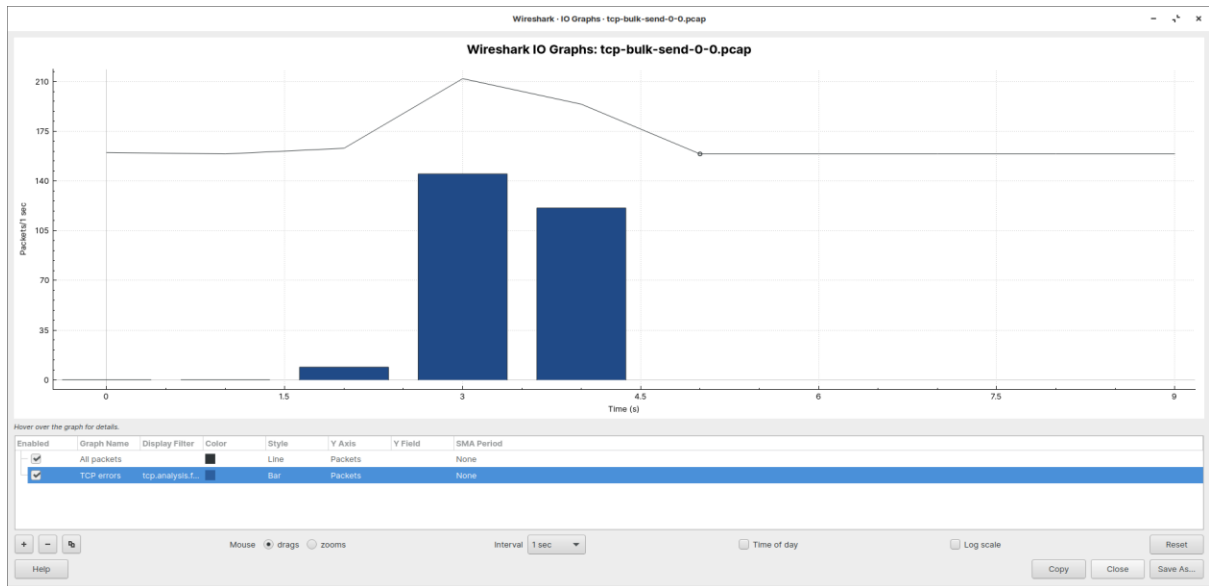 Wireshark · IO Graphs · tcp-bulk-send-0-0.pcap
Wireshark IO Graphs: tcp-bulk-send-0-0.pcap
210
175
140
105
70
35
0
Packets/1 sec
0 1.5 3 4.5 6 7.5 9
Time (s)
Hover over the graph for details.
Enabled Graph Name Display Filter Color Style Y Axis Y Field SMA Period
All packets Line Packets None
TCP errors tcp.analysis.f... Bar Packets None
Mouse drags zooms Interval 1 sec Time of day Log scale Reset
Help Copy Close Save As...